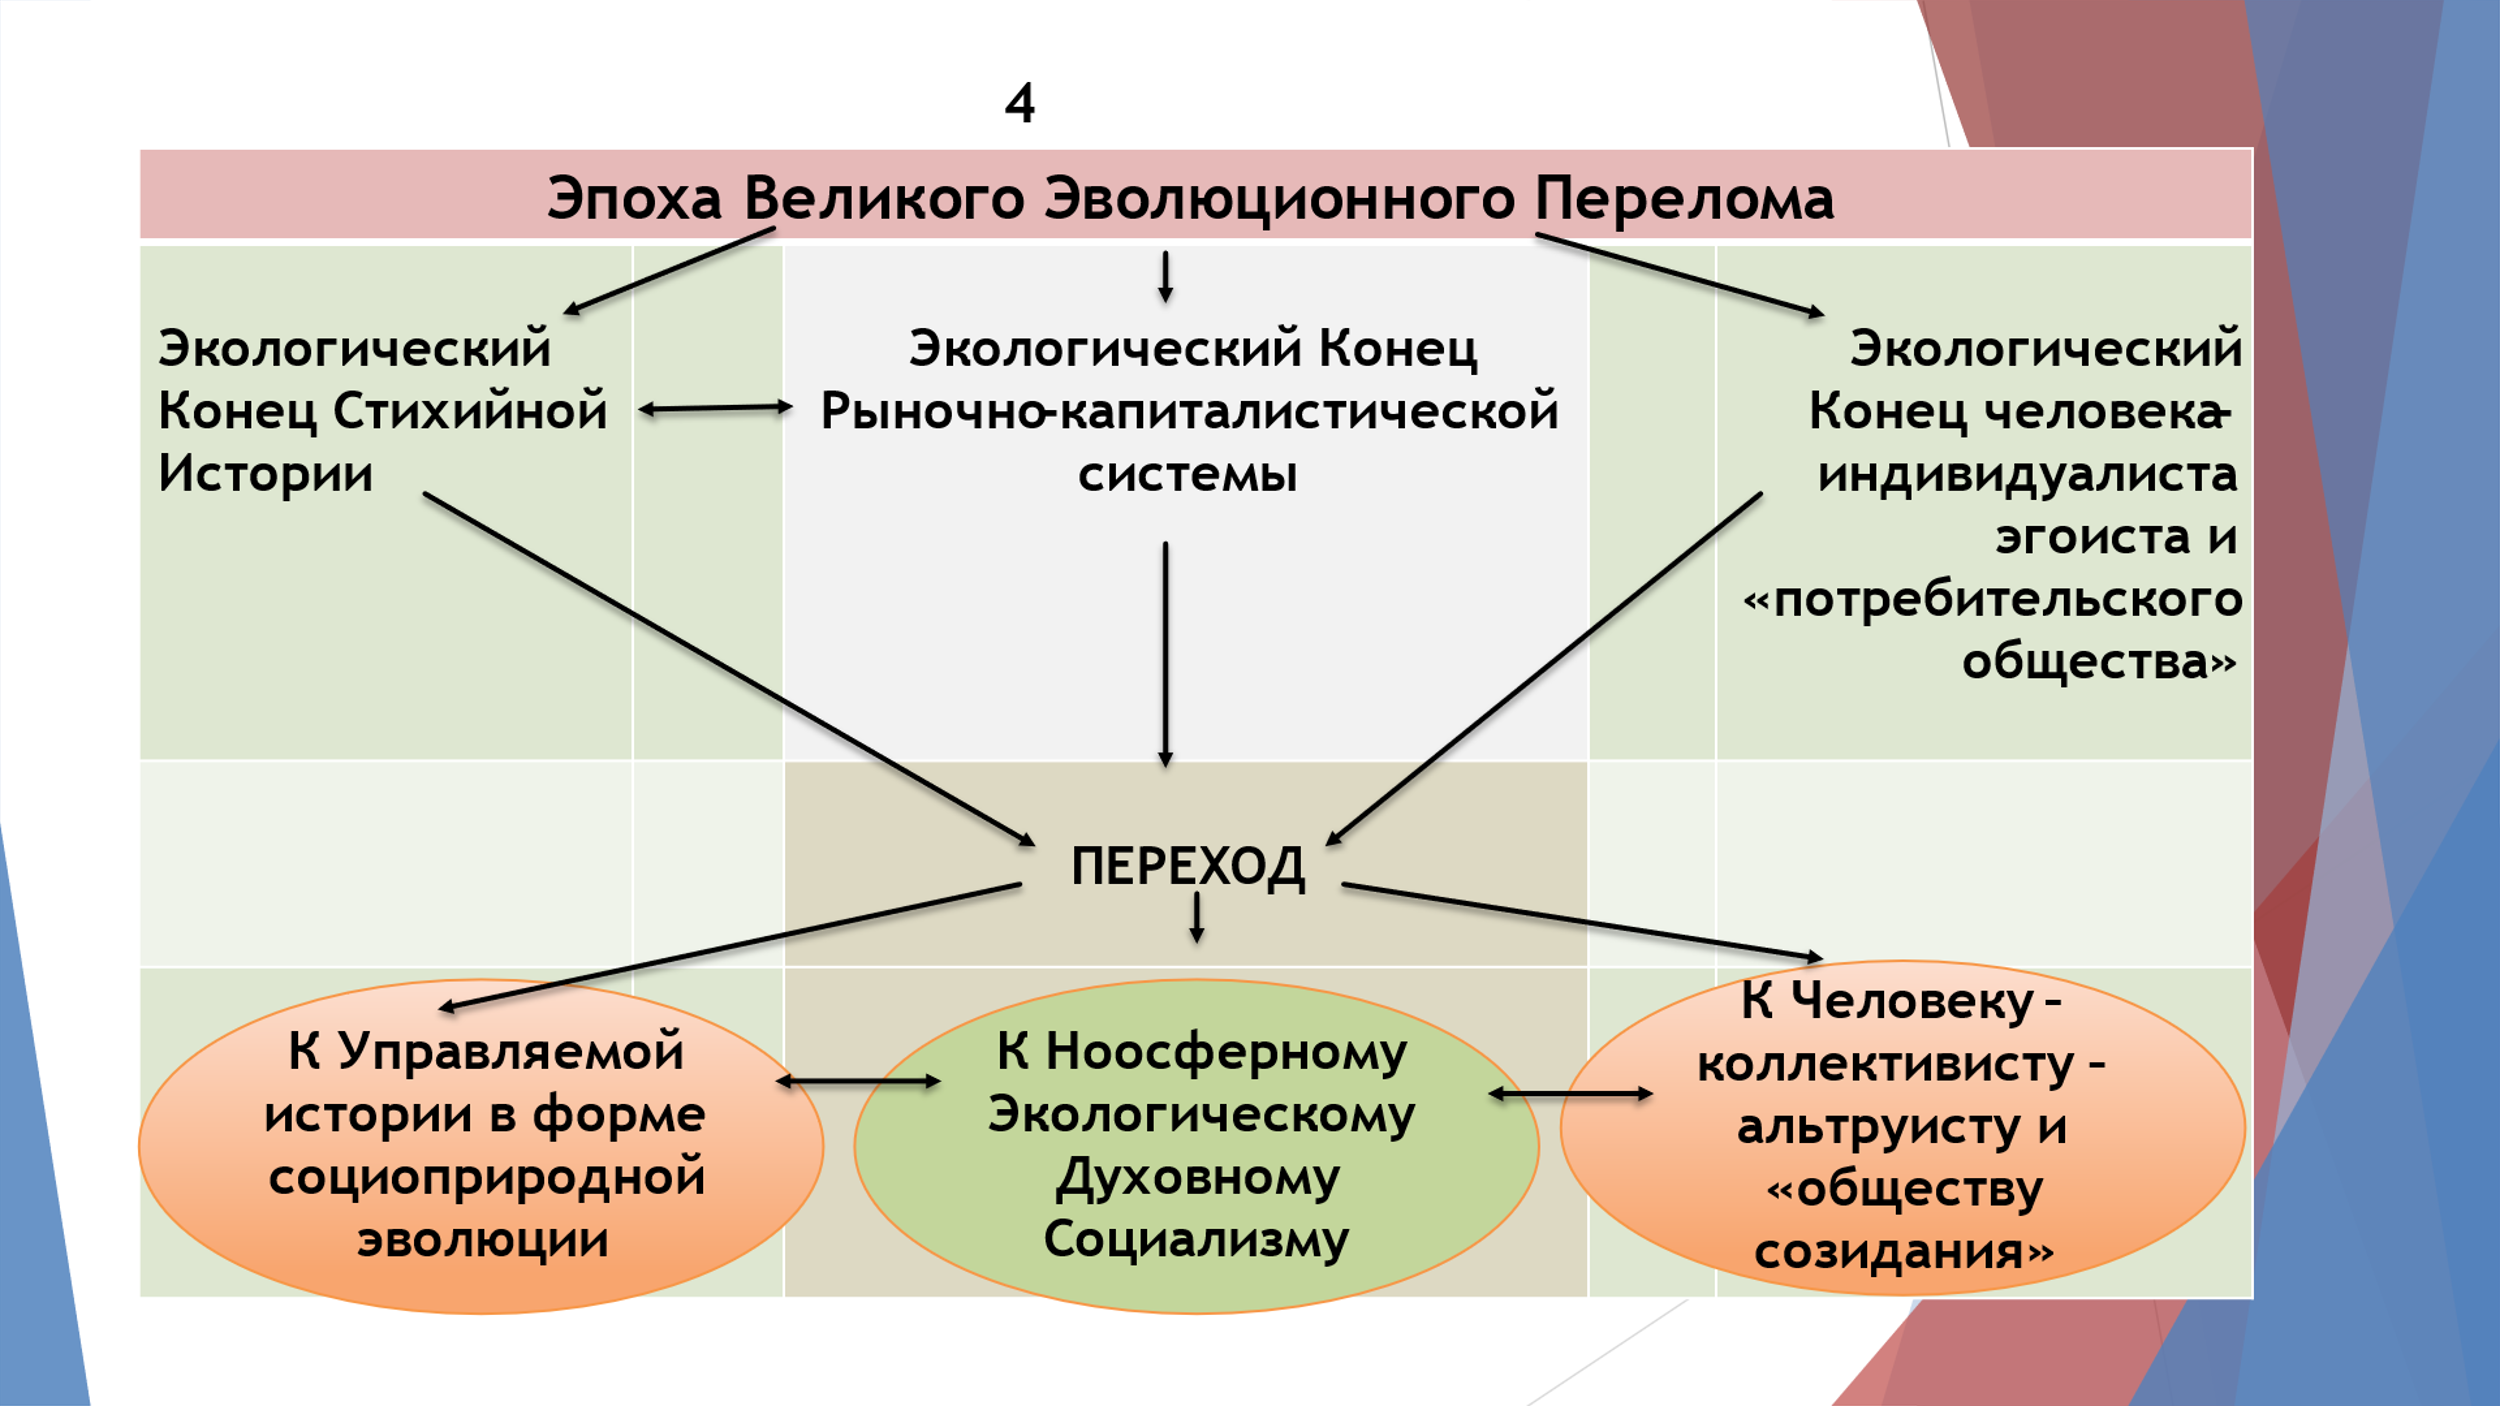 4
Эпоха Великого Эволюционного Перелома
Экологический
Конец Стихийной
Истории
Экологический Конец
Рыночно-капиталистической
системы
Экологический
Конец человека-
индивидуалиста
эгоиста и
«потребительского
общества»
ПЕРЕХОД
К Управляемой
истории в форме
социоприродной
эволюции
К Ноосферному
Экологическому
Духовному
Социализму
К Человеку –
коллективисту –
альтруисту и
«обществу
созидания»